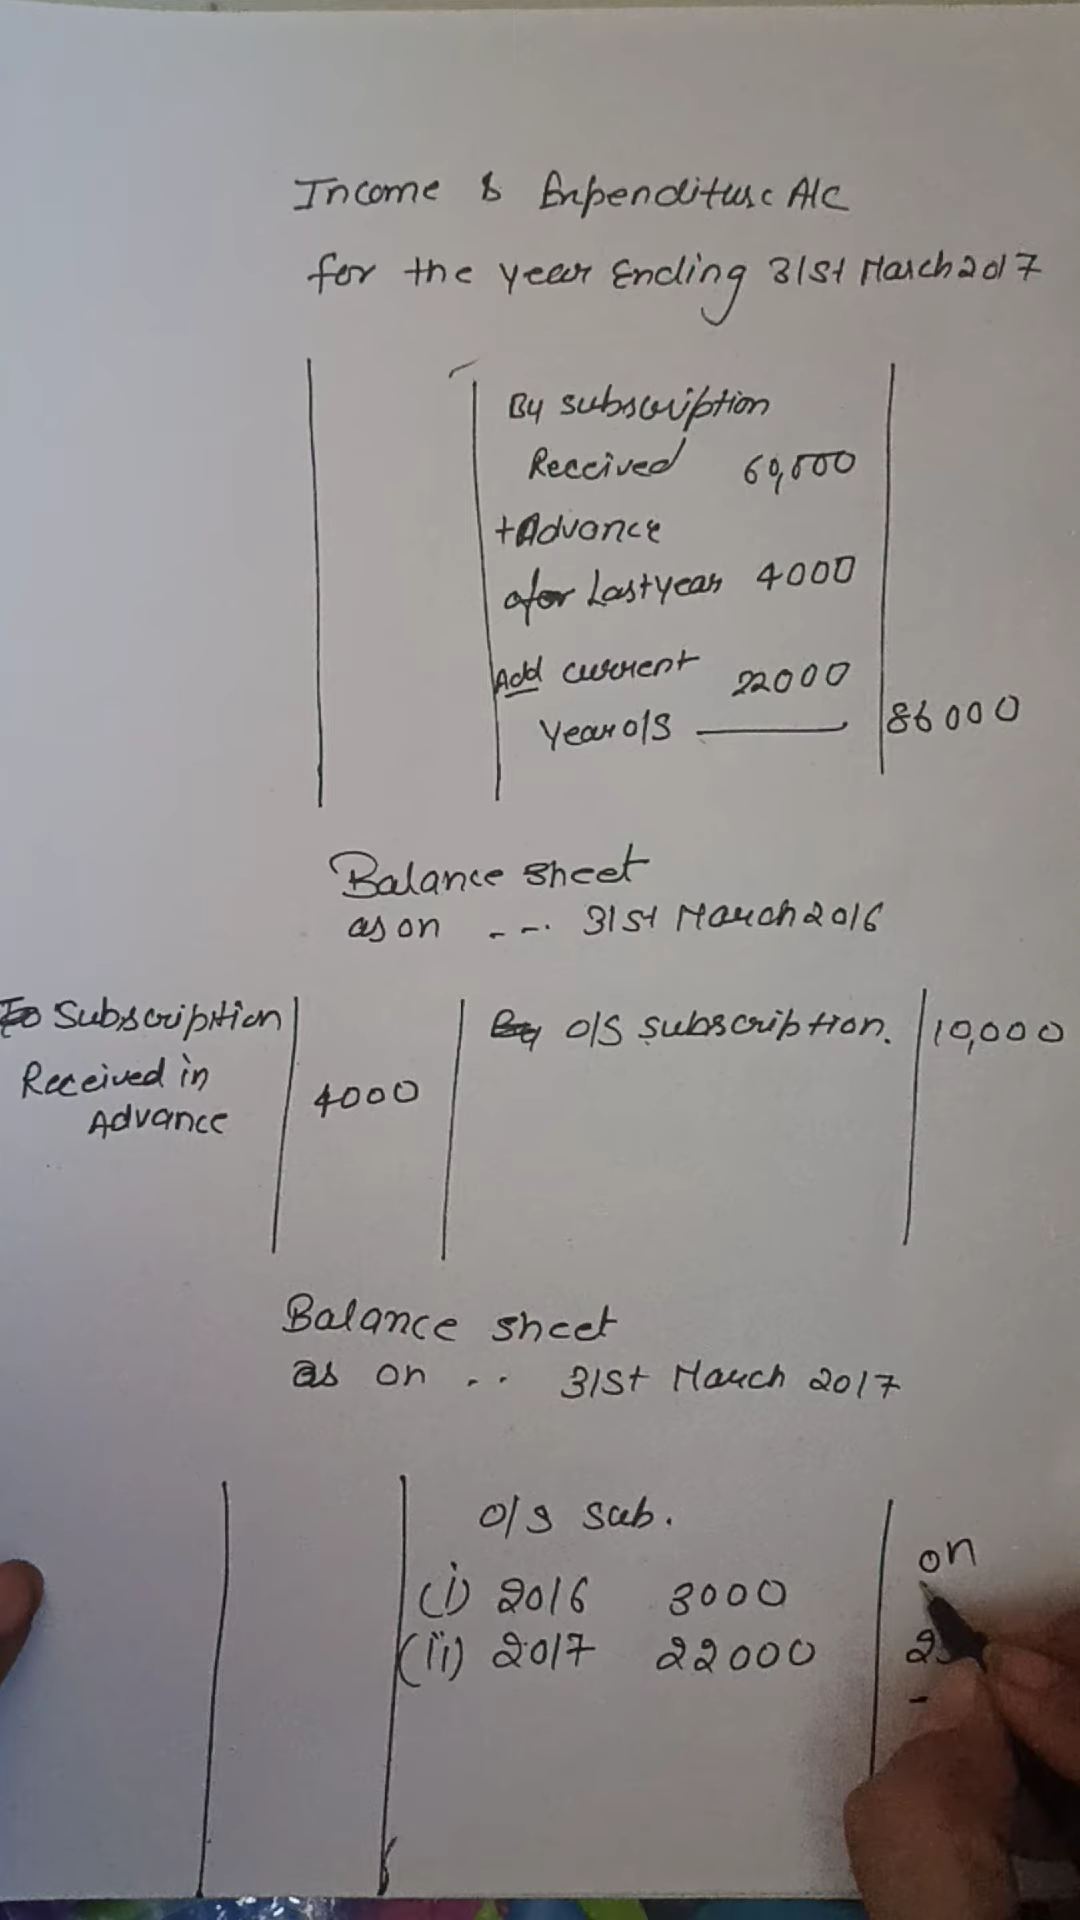 Income & Expenditure A/C
for the year Ending 31st March 2017
By subscription
Received 60,000
+Advance
for Last year 4000
Add current 22000
Year o/s 86000
Balance sheet
as on --. 31st March 2016
To Subscription 
Received in 4000
Advance
By o/s subscription. 10,000
Balance sheet
as on .. 31st March 2017
o/s sub. on
(i) 2016 3000
(ii) 2017 22000